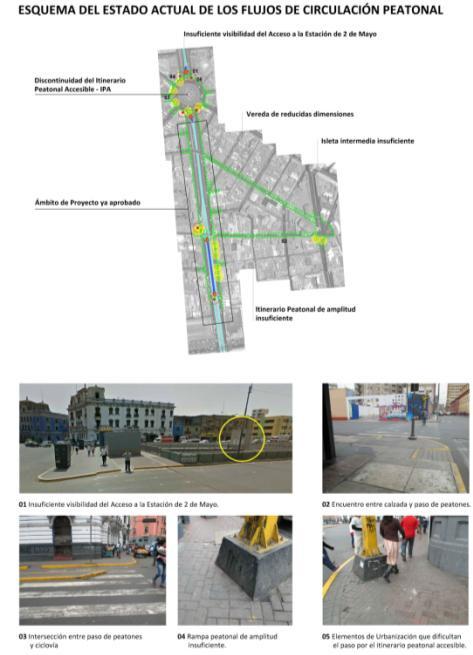 ESQUEMA DEL ESTADO ACTUAL DE LOS FLUJOS DE CIRCULACIÓN PEATONAL
Insuficiente visibilidad del Acceso a la Estación de 2 de Mayo
Discontinuidad del Itinerario
Peatonal Accesible - IPA
Vereda de reducidas dimensiones
Isleta intermedia insuficiente
Ámbito de Proyecto ya aprobado
Itinerario Peatonal de amplitud
insuficiente
01 Insuficiente visibilidad del Acceso a la Estación de 2 de Mayo.
02 Encuentro entre calzada y paso de peatones.
03 Intersección entre paso de peatones
y ciclovía
04 Rampa peatonal de amplitud
insuficiente.
05 Elementos de Urbanización que dificultan
el paso por el itinerario peatonal accesible.